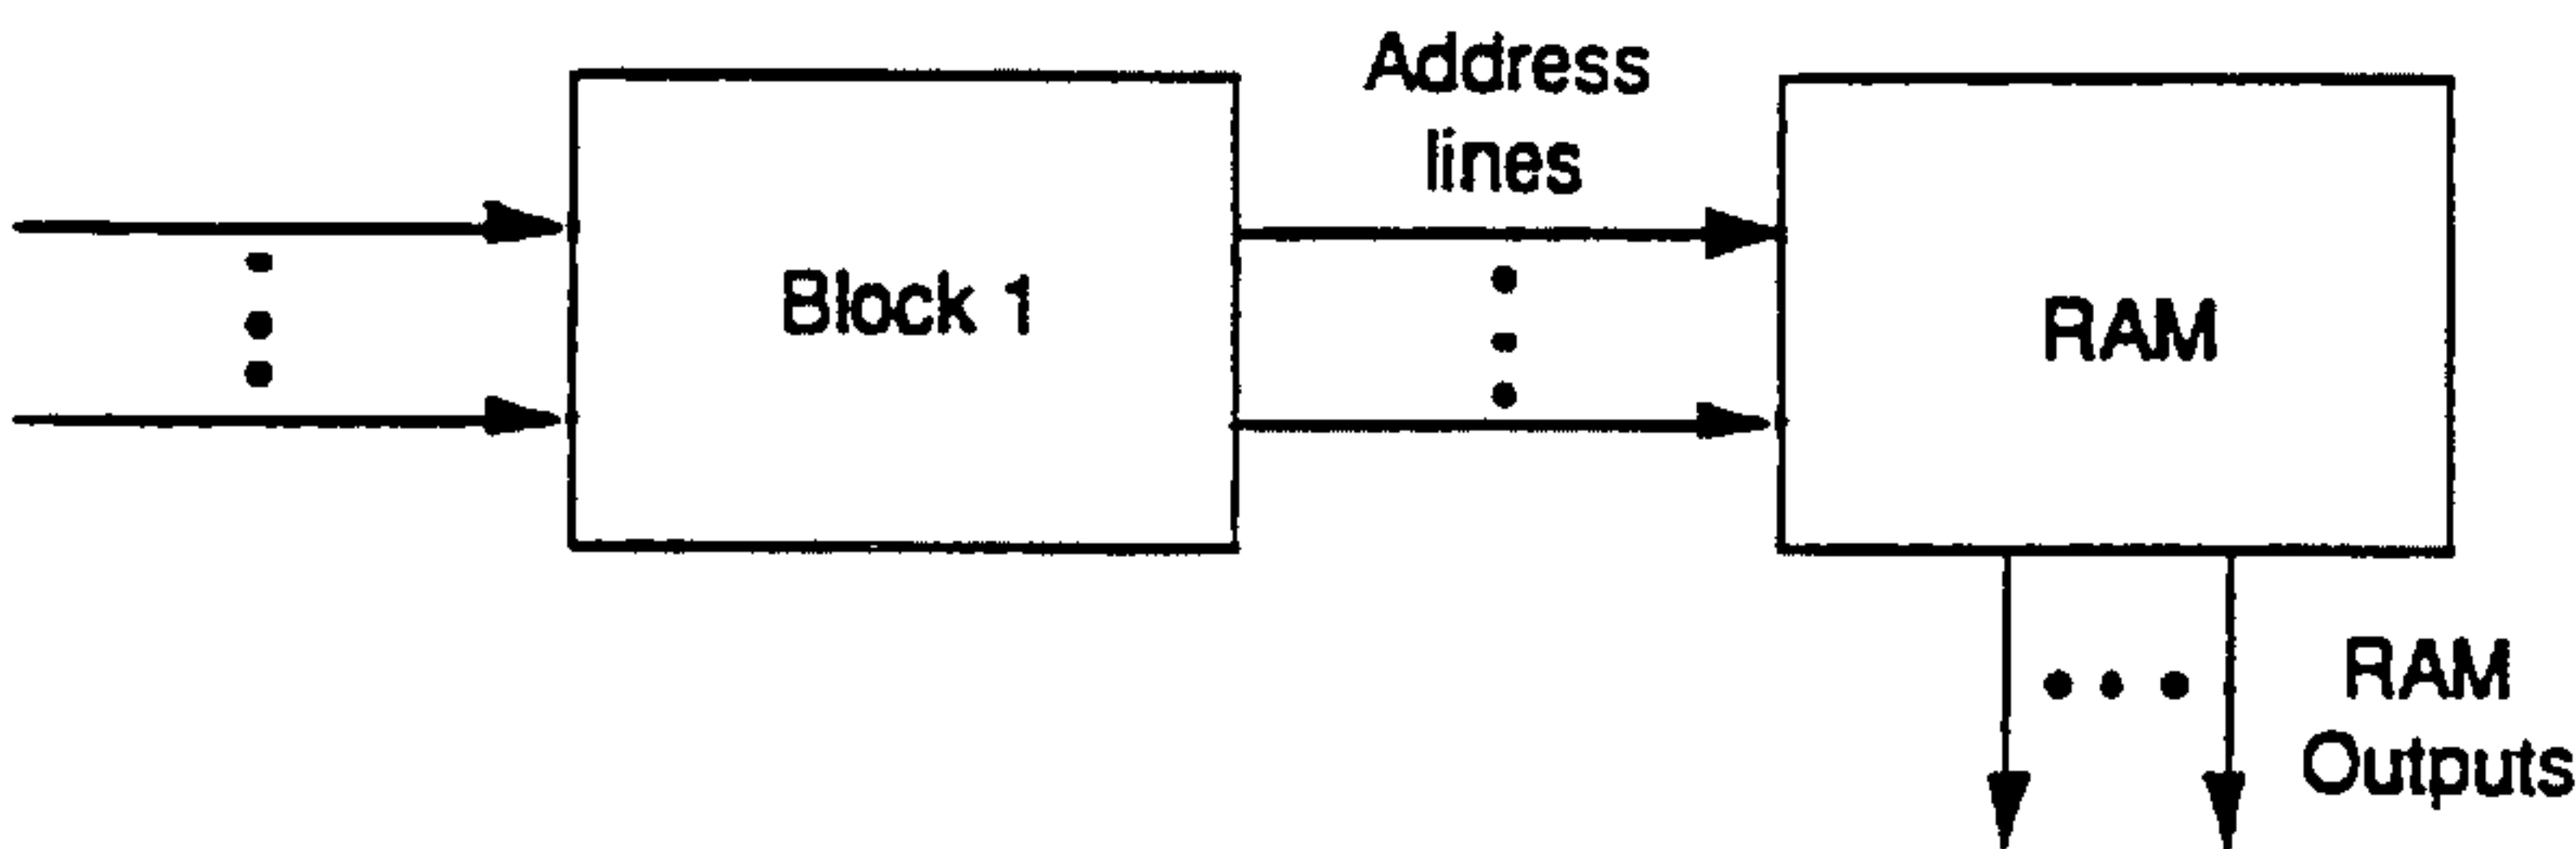 Address
lines
Block 1
RAM
RAM
Outputs